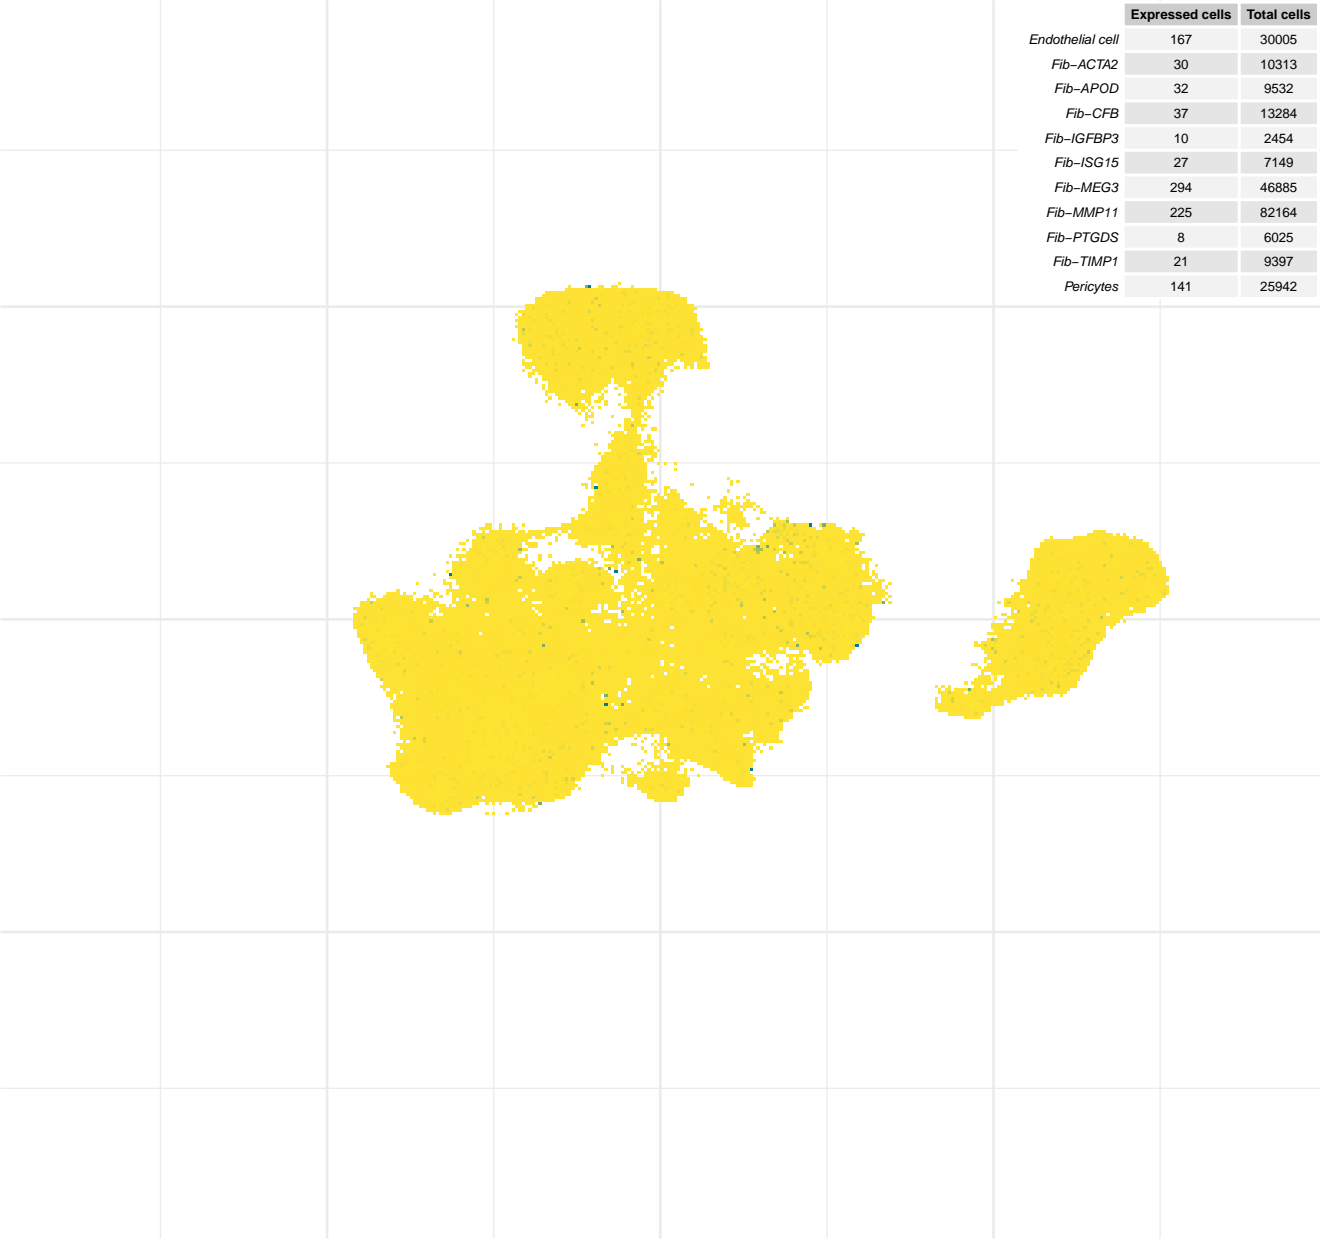 Expressed cells Total cells
Endothelial cell 167 30005
Fib−ACTA2 30 10313
Fib−APOD 32 9532
Fib−CFB 37 13284
Fib−IGFBP3 10 2454
Fib−ISG15 27 7149
Fib−MEG3 294 46885
Fib−MMP11 225 82164
Fib−PTGDS 8 6025
Fib−TIMP1 21 9397
Pericytes 141 25942